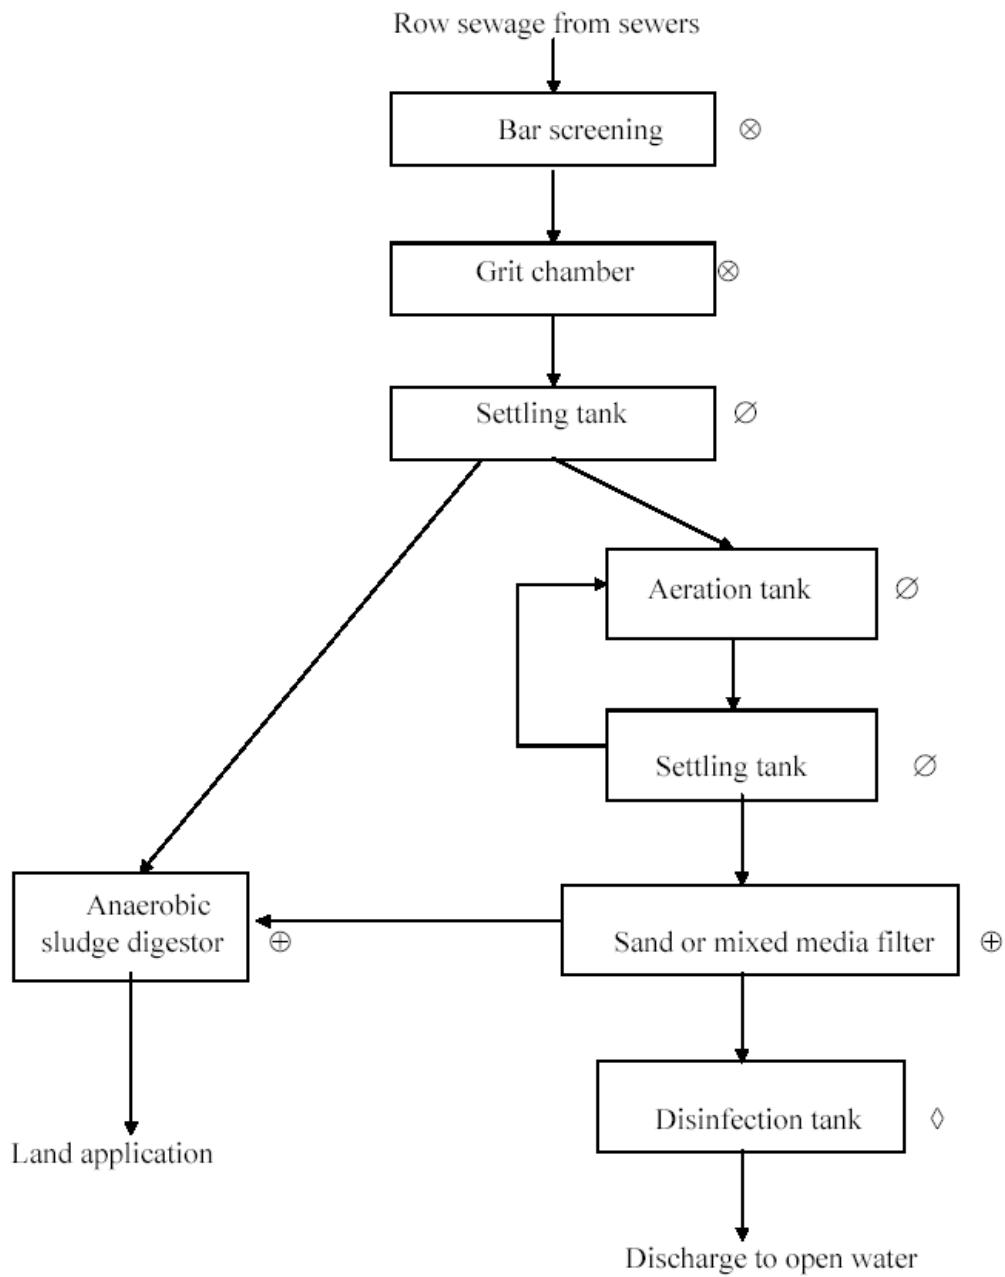 Row sewage from sewers
Bar screening ⊗
Grit chamber ⊗
Settling tank ∅
Aeration tank ∅
Settling tank ∅
Anaerobic
sludge digestor ⊕
Sand or mixed media filter ⊕
Disinfection tank ◊
Land application
Discharge to open water